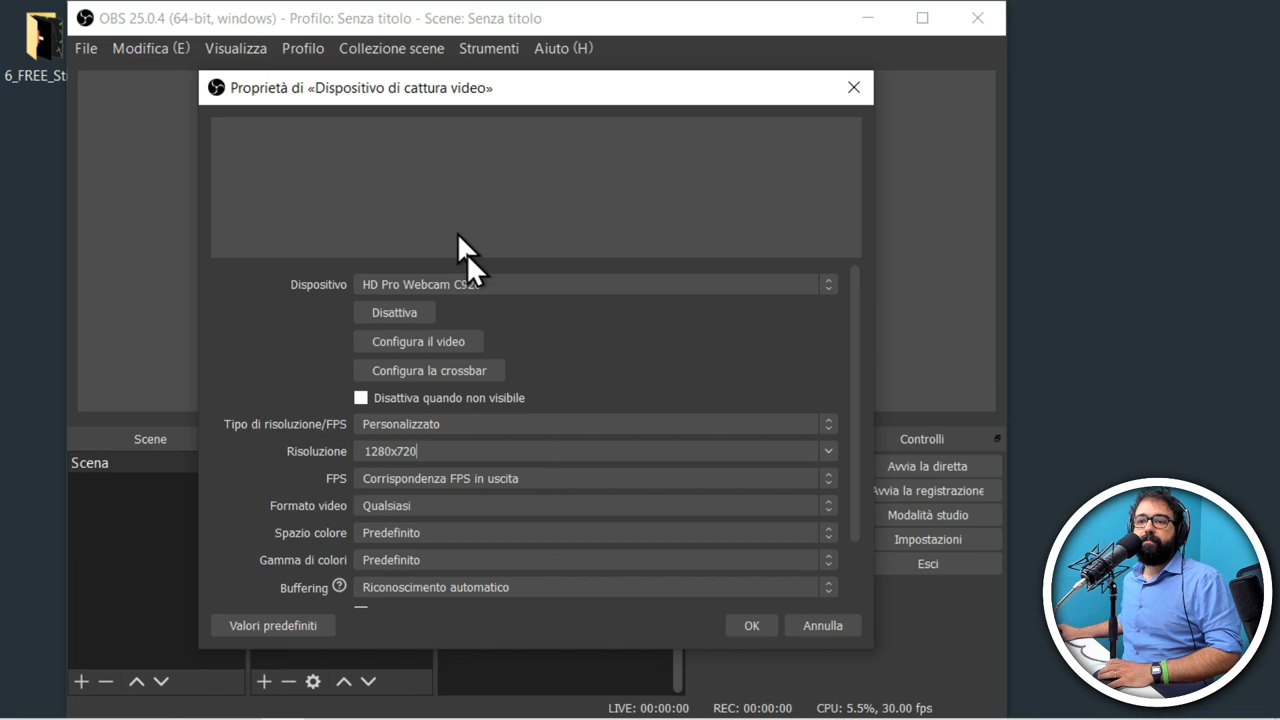 OBS 25.0.4 (64-bit, windows) - Profilo: Senza titolo - Scene: Senza titolo
File Modifica (E) Visualizza Profilo Collezione scene Strumenti Aiuto (H)
6_FREE_St
Proprietà di «Dispositivo di cattura video»
Dispositivo HD Pro Webcam
Disattiva
Configura il video
Configura la crossbar
Disattiva quando non visibile
Tipo di risoluzione/FPS Personalizzato
Risoluzione 1280x720
FPS Corrispondenza FPS in uscita
Formato video Qualsiasi
Spazio colore Predefinito
Gamma di colori Predefinito
Buffering ? Riconoscimento automatico
Valori predefiniti OK Annulla
Scene
Scena
Controlli
Avvia la diretta
Avvia la registrazione
Modalità studio
Impostazioni
Esci
LIVE: 00:00:00 REC: 00:00:00 CPU: 5.5%, 30.00 fps